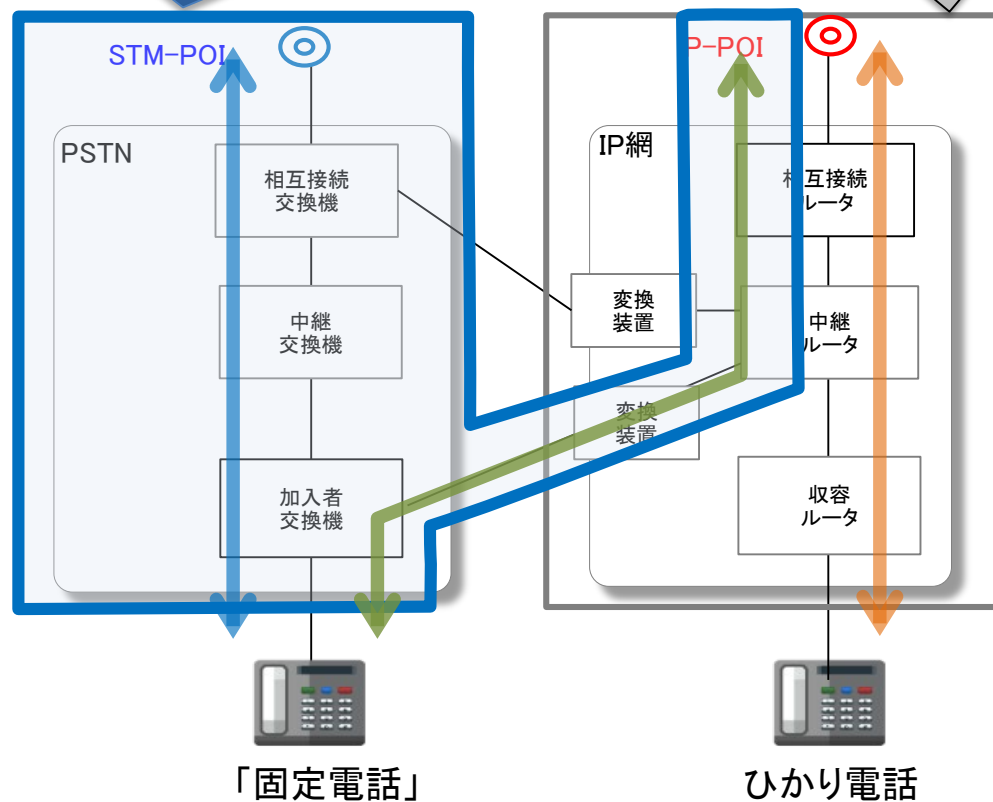 STM-POI
P-POI
PSTN
IP網
相互接続
交換機
相互接続
ルータ
変換
装置
中継
交換機
中継
ルータ
変換
装置
加入者
交換機
収容
ルータ
「固定電話」
ひかり電話